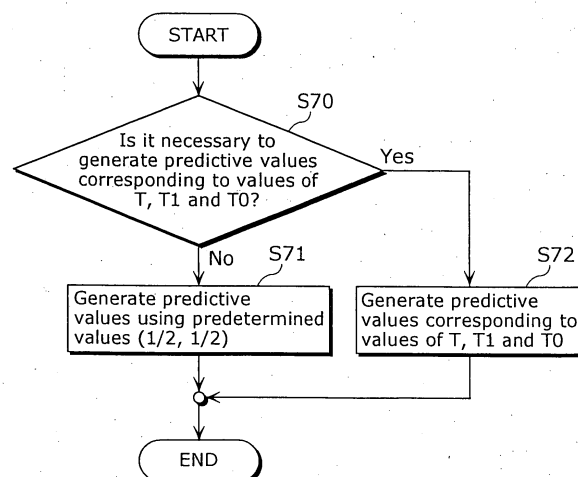 START
S70
Is it necessary to
generate predictive values
corresponding to values of
T, T1 and T0?
Yes
No
S71
Generate predictive
values using predetermined
values (1/2, 1/2)
S72
Generate predictive
values corresponding to
values of T, T1 and T0
END